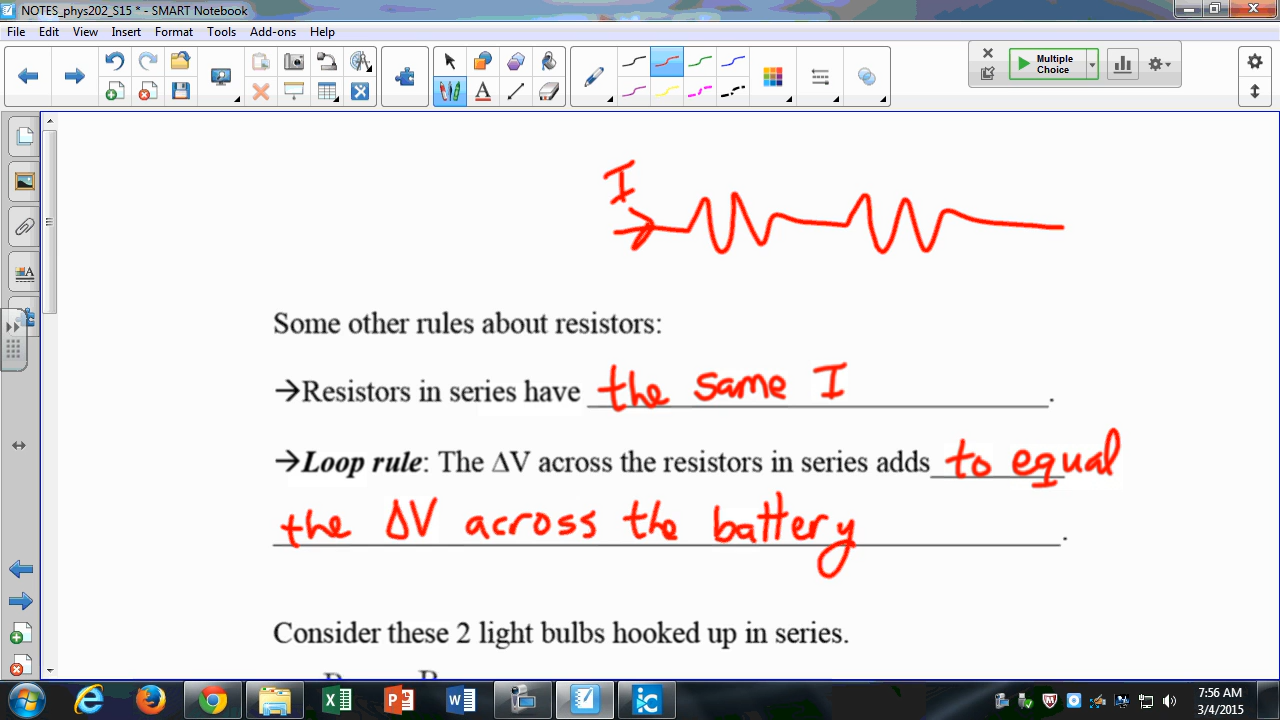 NOTES_phys202_S15 * - SMART Notebook
File Edit View Insert Format Tools Add-ons Help
Multiple
Choice
I
Some other rules about resistors:
→Resistors in series have the same I.
→Loop rule: The ΔV across the resistors in series adds to equal
the ΔV across the battery.
Consider these 2 light bulbs hooked up in series.
7:56 AM
3/4/2015